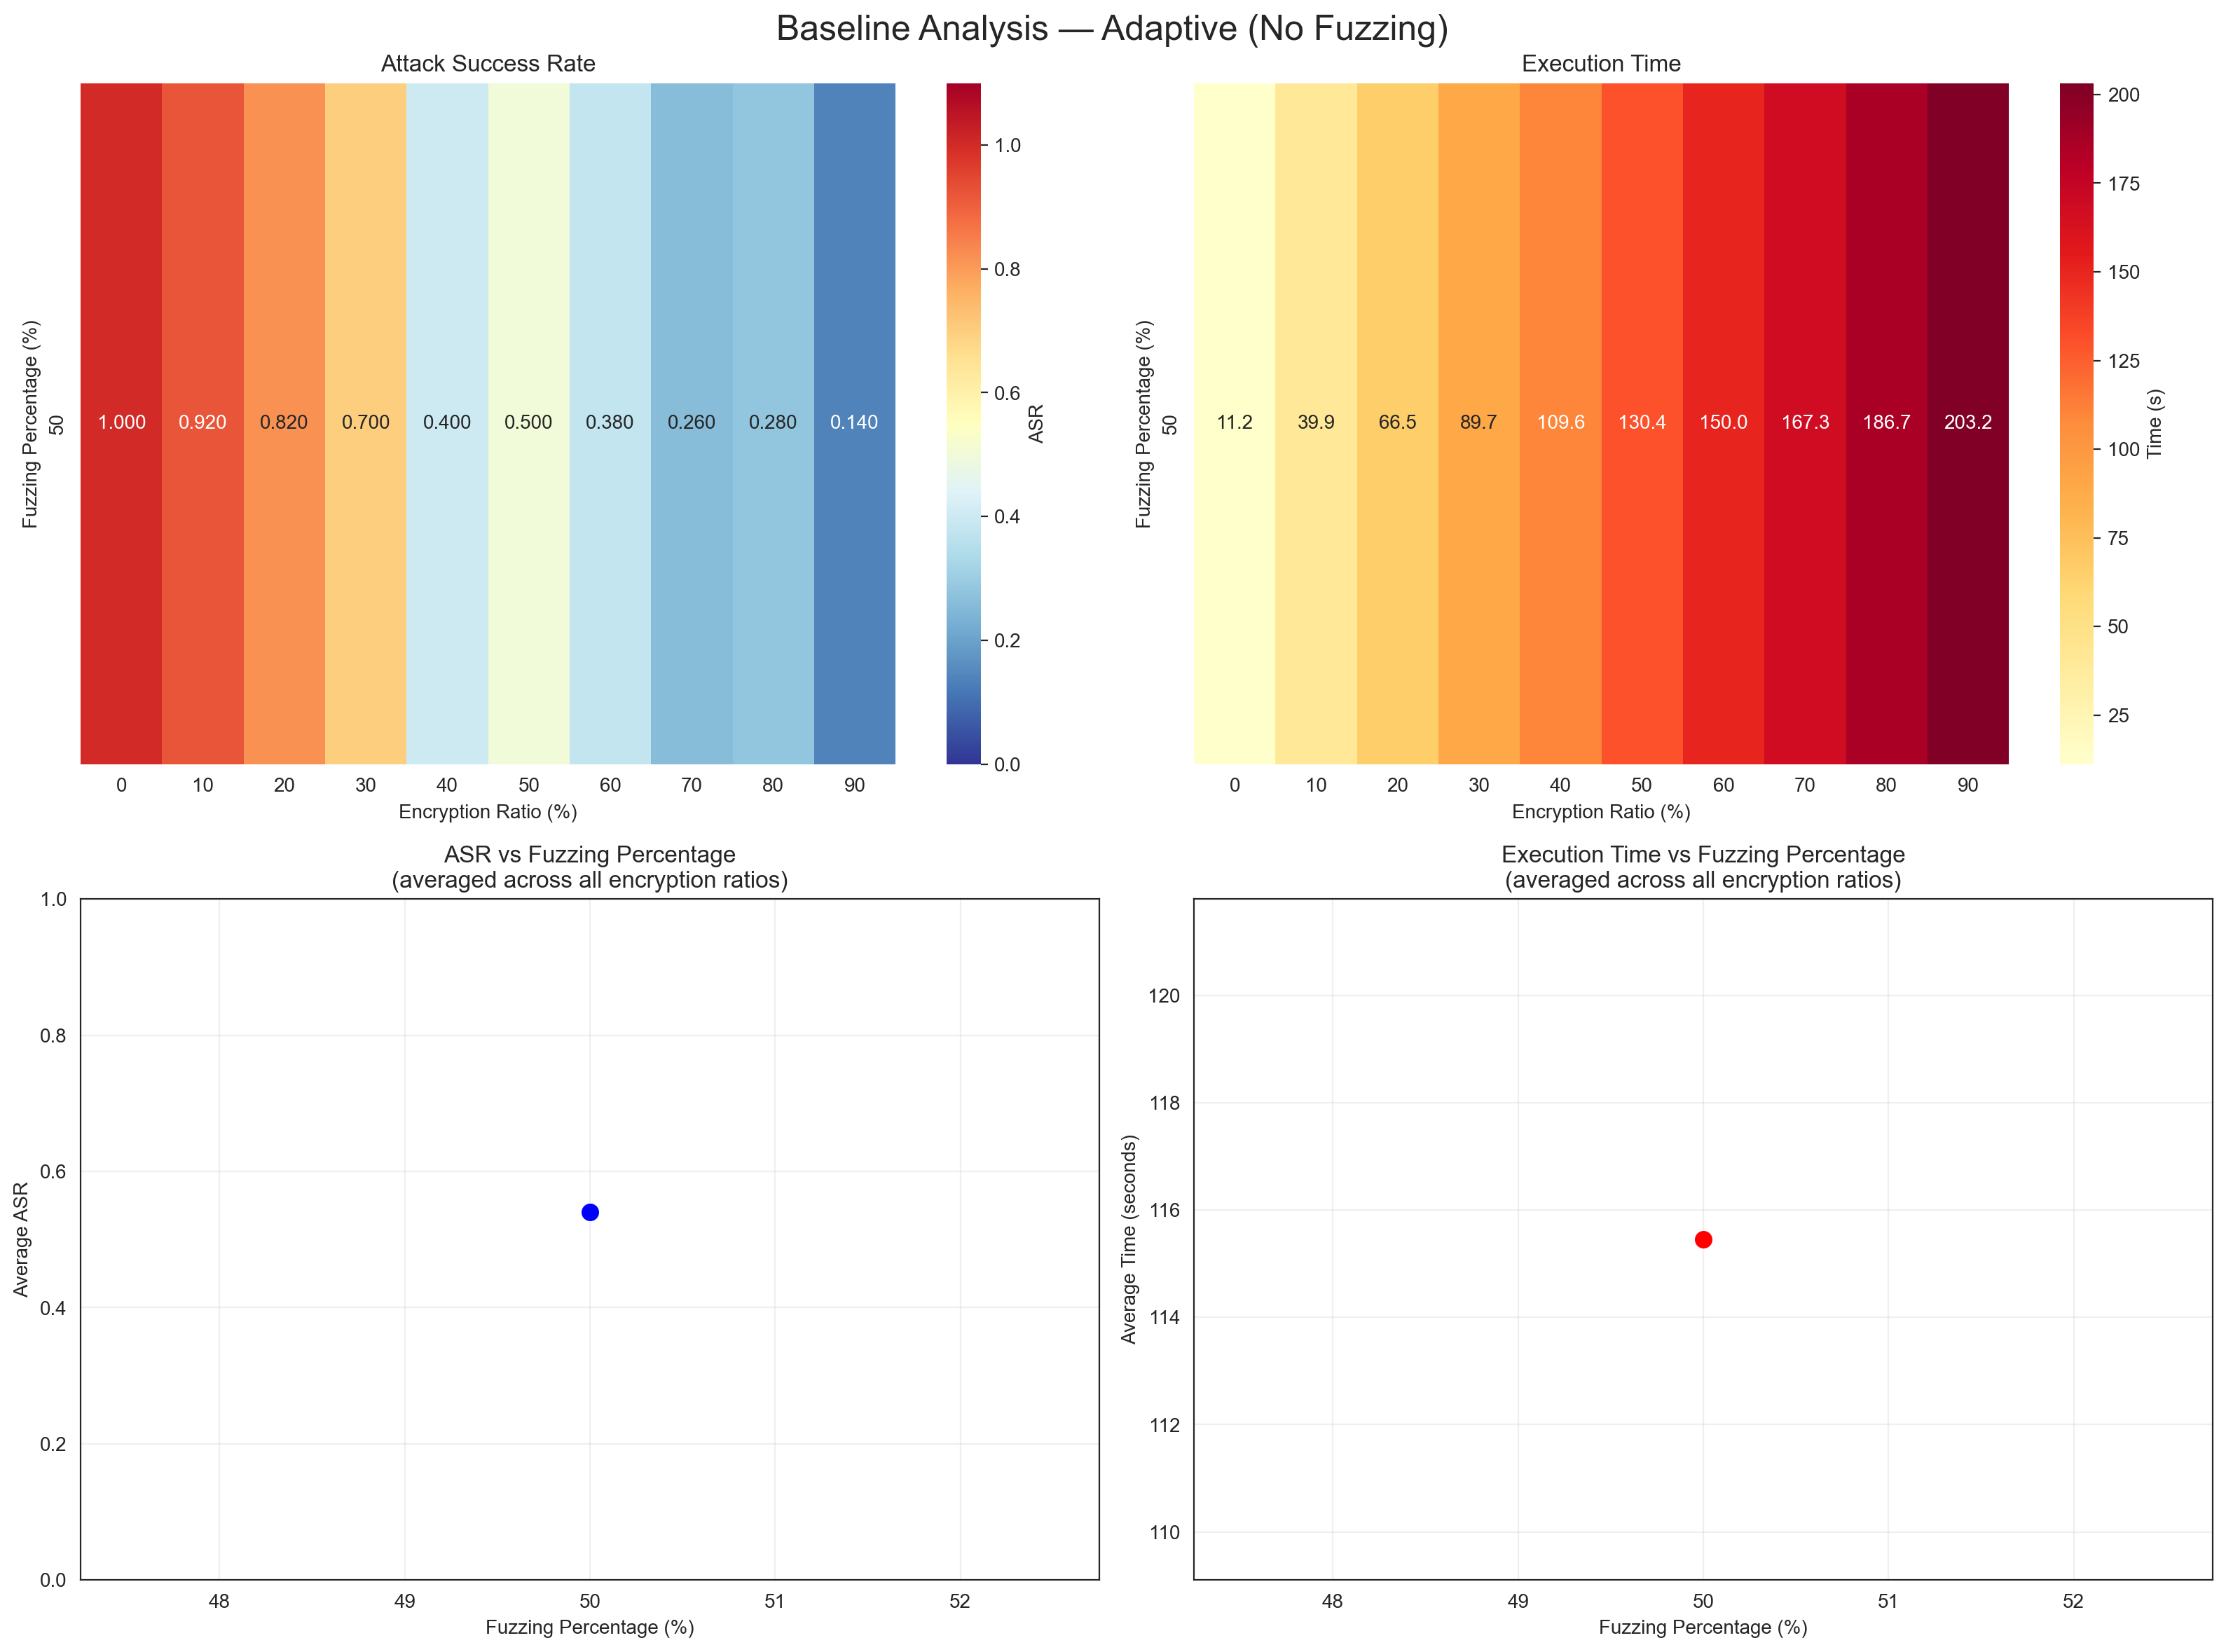 Baseline Analysis — Adaptive (No Fuzzing)
Attack Success Rate
Fuzzing Percentage (%)
50
1.000 0.920 0.820 0.700 0.400 0.500 0.380 0.260 0.280 0.140
0 10 20 30 40 50 60 70 80 90
Encryption Ratio (%)
1.0
0.8
0.6
0.4
0.2
0.0
ASR
Execution Time
Fuzzing Percentage (%)
50
11.2 39.9 66.5 89.7 109.6 130.4 150.0 167.3 186.7 203.2
0 10 20 30 40 50 60 70 80 90
Encryption Ratio (%)
200
175
150
125
100
75
50
25
Time (s)
ASR vs Fuzzing Percentage
(averaged across all encryption ratios)
Average ASR
1.0
0.8
0.6
0.4
0.2
0.0
48 49 50 51 52
Fuzzing Percentage (%)
Execution Time vs Fuzzing Percentage
(averaged across all encryption ratios)
Average Time (seconds)
120
118
116
114
112
110
48 49 50 51 52
Fuzzing Percentage (%)